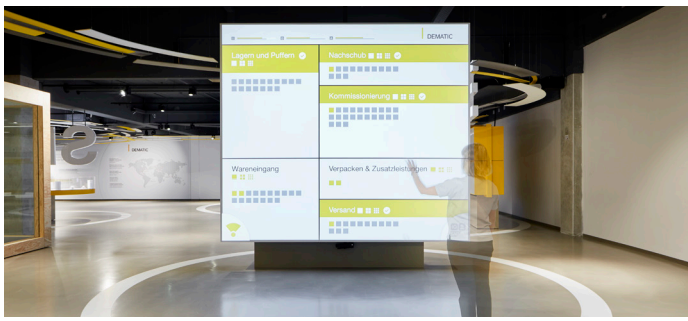 DEMATIC
Lagern und Puffern
Nachschub
Kommissionierung
Wareneingang
Verpacken & Zusatzleistungen
Versand
DEMATIC